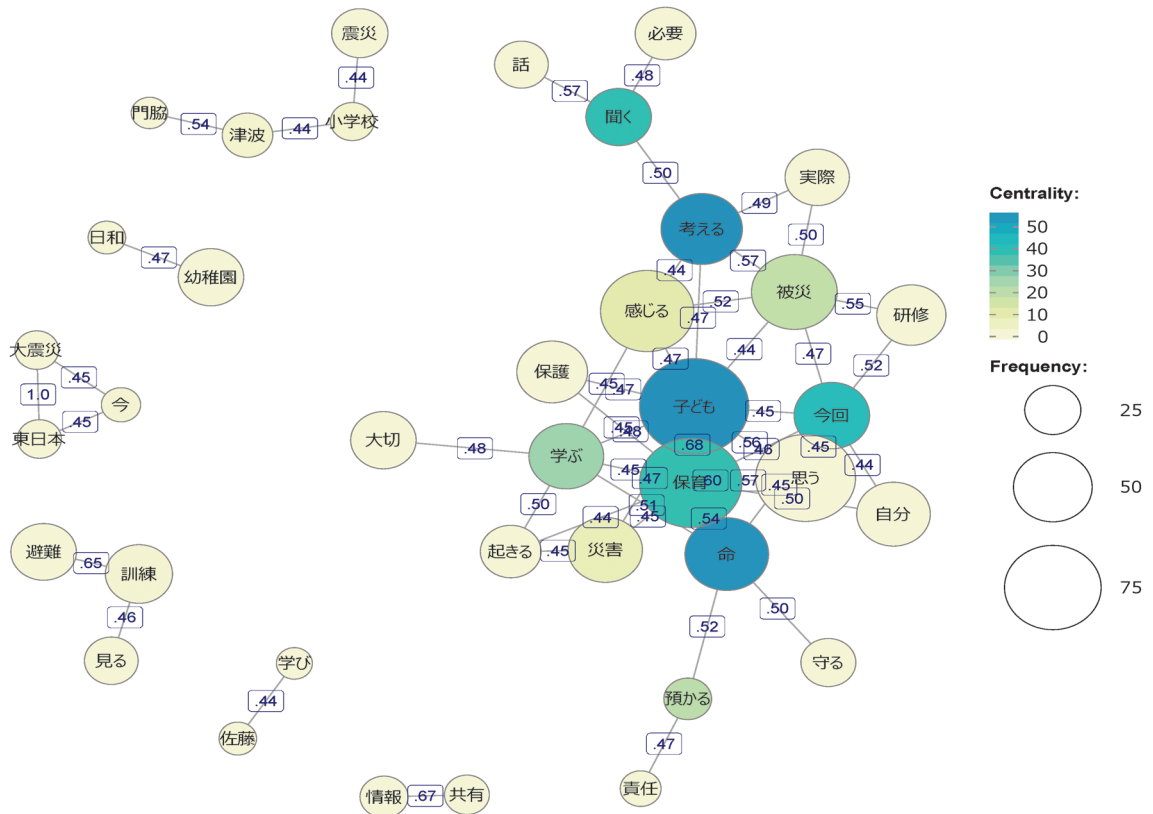 震災
.44
門脇
.54
津波
.44
小学校
日和
.47
幼稚園
大震災
.45
1.0
今
.45
東日本
避難
.65
訓練
.46
見る
学び
.44
佐藤
情報
.67
共有
必要
話
.48
.57
聞く
.50
実際
.49
考える
.50
.57
.44
被災
.52
感じる
.55
.47
研修
.44
.47
.47
.52
保護
.45
.47
子ども
.45
今回
大切
.48
.45
.48
.56
.46
.45
.68
学ぶ
.44
.45
.47
保育
.60
.57
.45
思う
.50
.50
.51
.44
.45
.54
自分
起きる
.45
災害
命
.50
.52
守る
預かる
.47
責任
Centrality:
50
40
30
20
10
0
Frequency:
25
50
75